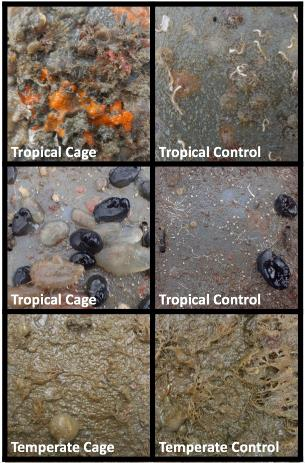 Tropical Cage
Tropical Control
Tropical Cage
Tropical Control
Temperate Cage
Temperate Control